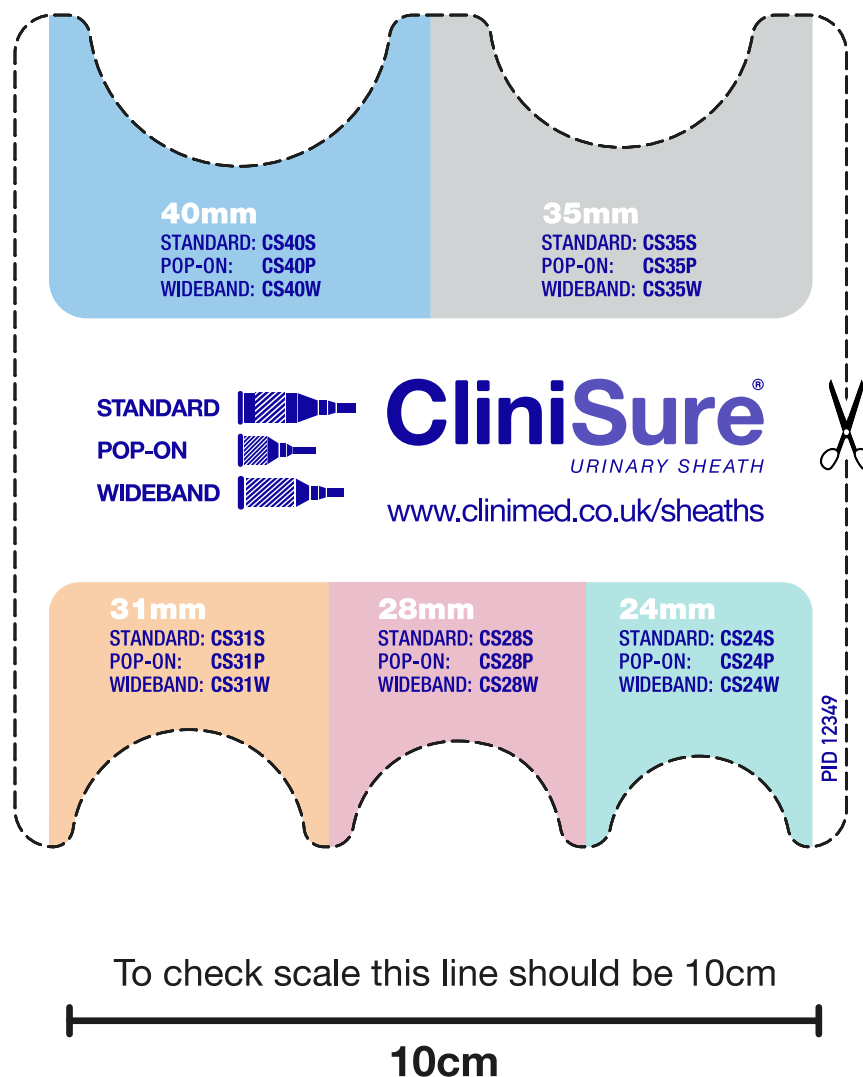 40mm
STANDARD: CS40S
POP-ON: CS40P
WIDEBAND: CS40W
35mm
STANDARD: CS35S
POP-ON: CS35P
WIDEBAND: CS35W
STANDARD
POP-ON
WIDEBAND
CliniSure®
URINARY SHEATH
www.clinimed.co.uk/sheaths
31mm
STANDARD: CS31S
POP-ON: CS31P
WIDEBAND: CS31W
28mm
STANDARD: CS28S
POP-ON: CS28P
WIDEBAND: CS28W
24mm
STANDARD: CS24S
POP-ON: CS24P
WIDEBAND: CS24W
PID 12349
To check scale this line should be 10cm
10cm